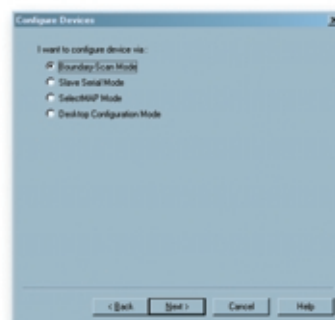 Configure Devices
I want to configure device via :
Boundary-Scan Mode
Slave Serial Mode
SelectMAP Mode
Desktop Configuration Mode
< Back
Next >
Cancel
Help